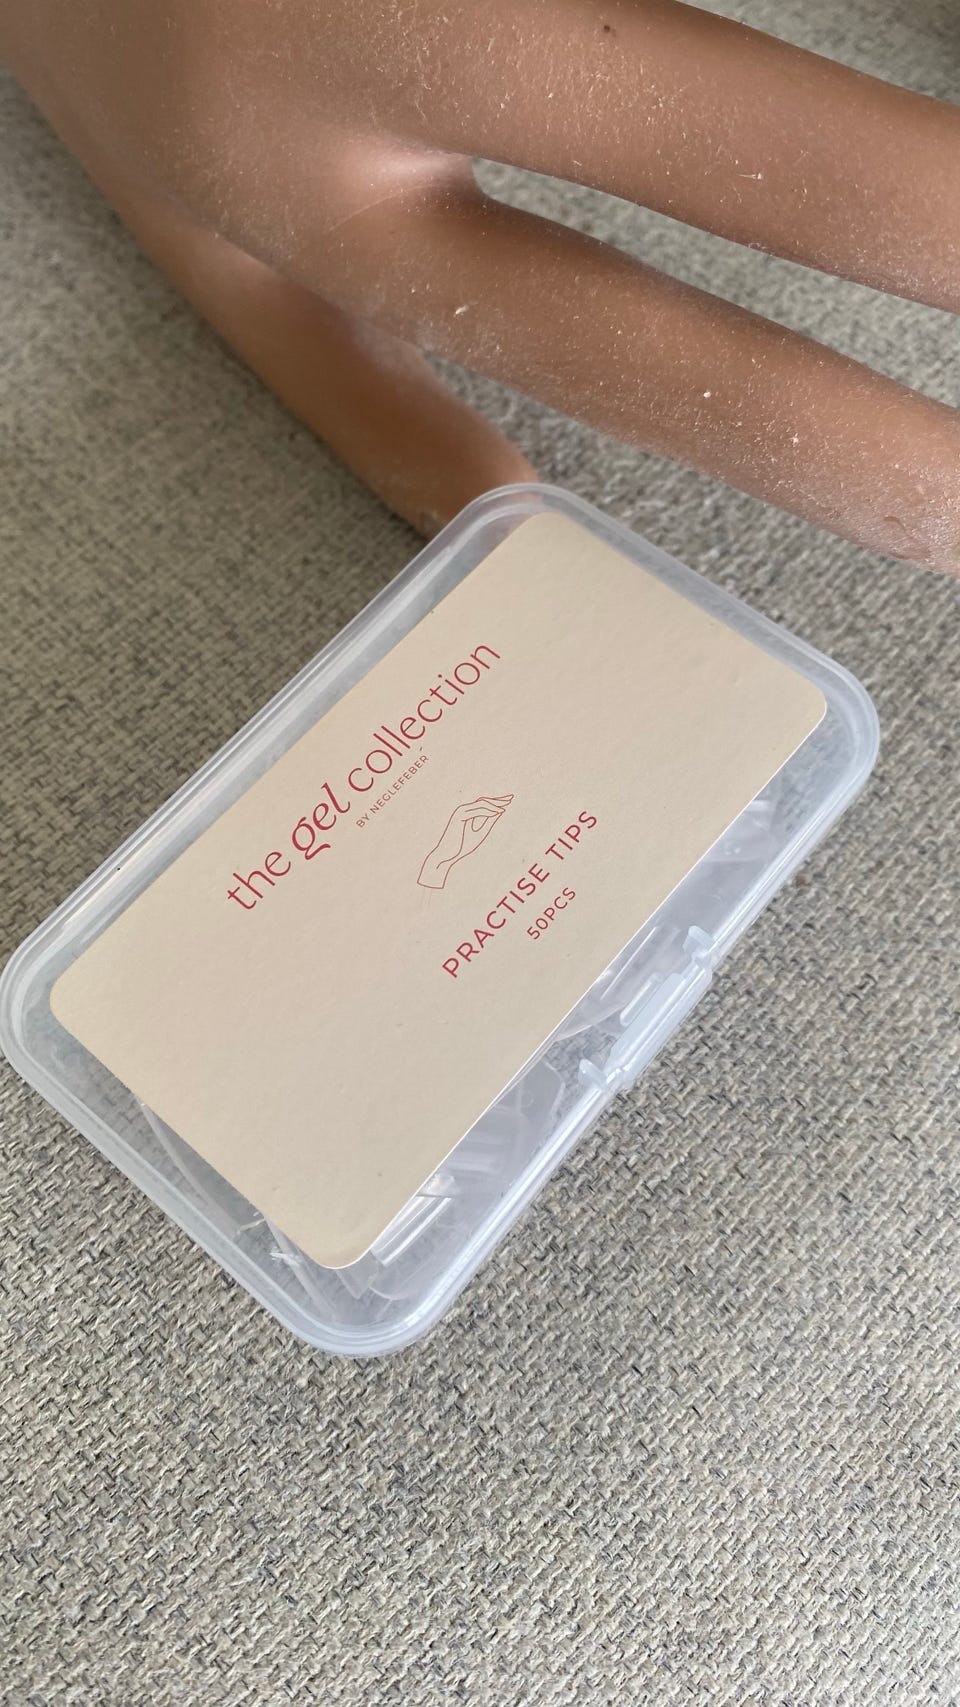 the gel collection
BY NEGLEFEBER
PRACTISE TIPS
50PCS